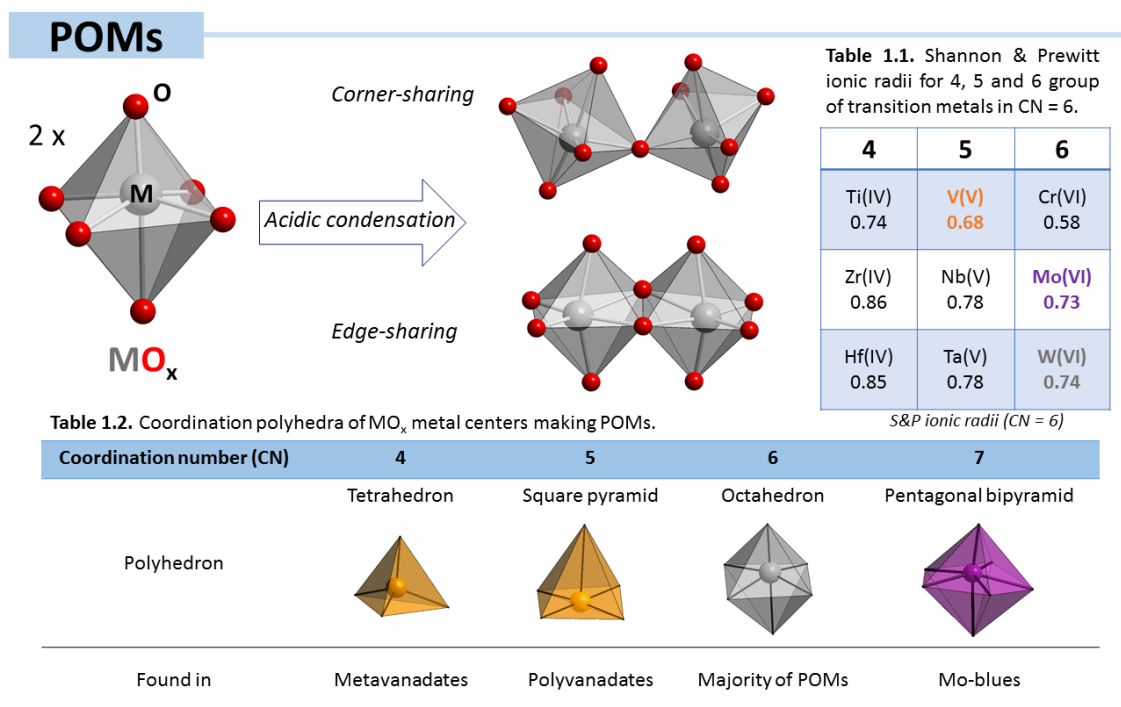 POMs
O
2 x
M
MOx
Corner-sharing
Acidic condensation
Edge-sharing
Table 1.1. Shannon & Prewitt
ionic radii for 4, 5 and 6 group
of transition metals in CN = 6.
4 5 6
Ti(IV) V(V) Cr(VI)
0.74 0.68 0.58
Zr(IV) Nb(V) Mo(VI)
0.86 0.78 0.73
Hf(IV) Ta(V) W(VI)
0.85 0.78 0.74
S&P ionic radii (CN = 6)
Table 1.2. Coordination polyhedra of MOx metal centers making POMs.
Coordination number (CN) 4 5 6 7
Tetrahedron Square pyramid Octahedron Pentagonal bipyramid
Polyhedron
Found in Metavanadates Polyvanadates Majority of POMs Mo-blues